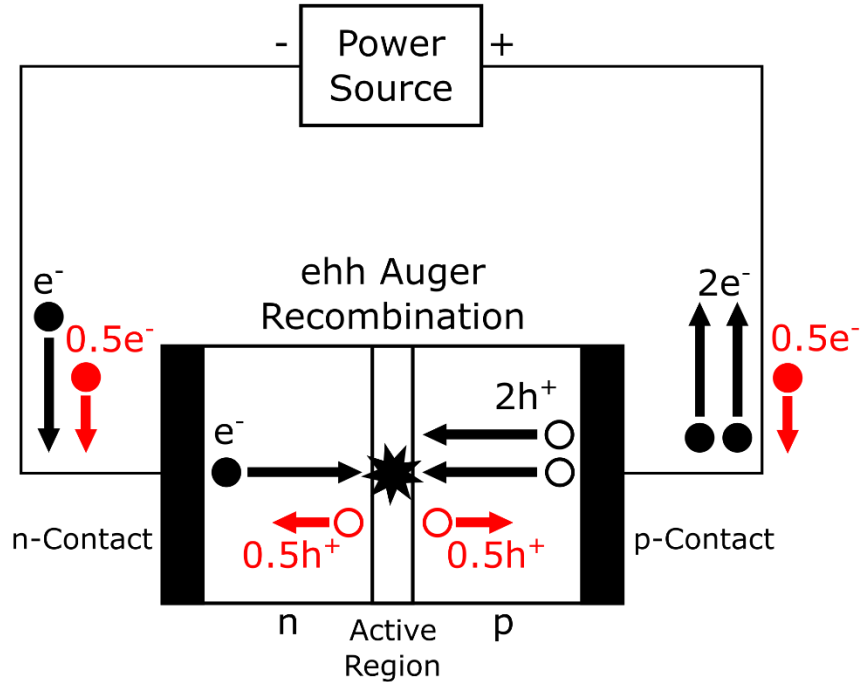 - Power Source +
ehh Auger
Recombination
e⁻
0.5e⁻
2e⁻
0.5e⁻
e⁻
2h⁺
0.5h⁺
0.5h⁺
n-Contact
p-Contact
n
Active
Region
p